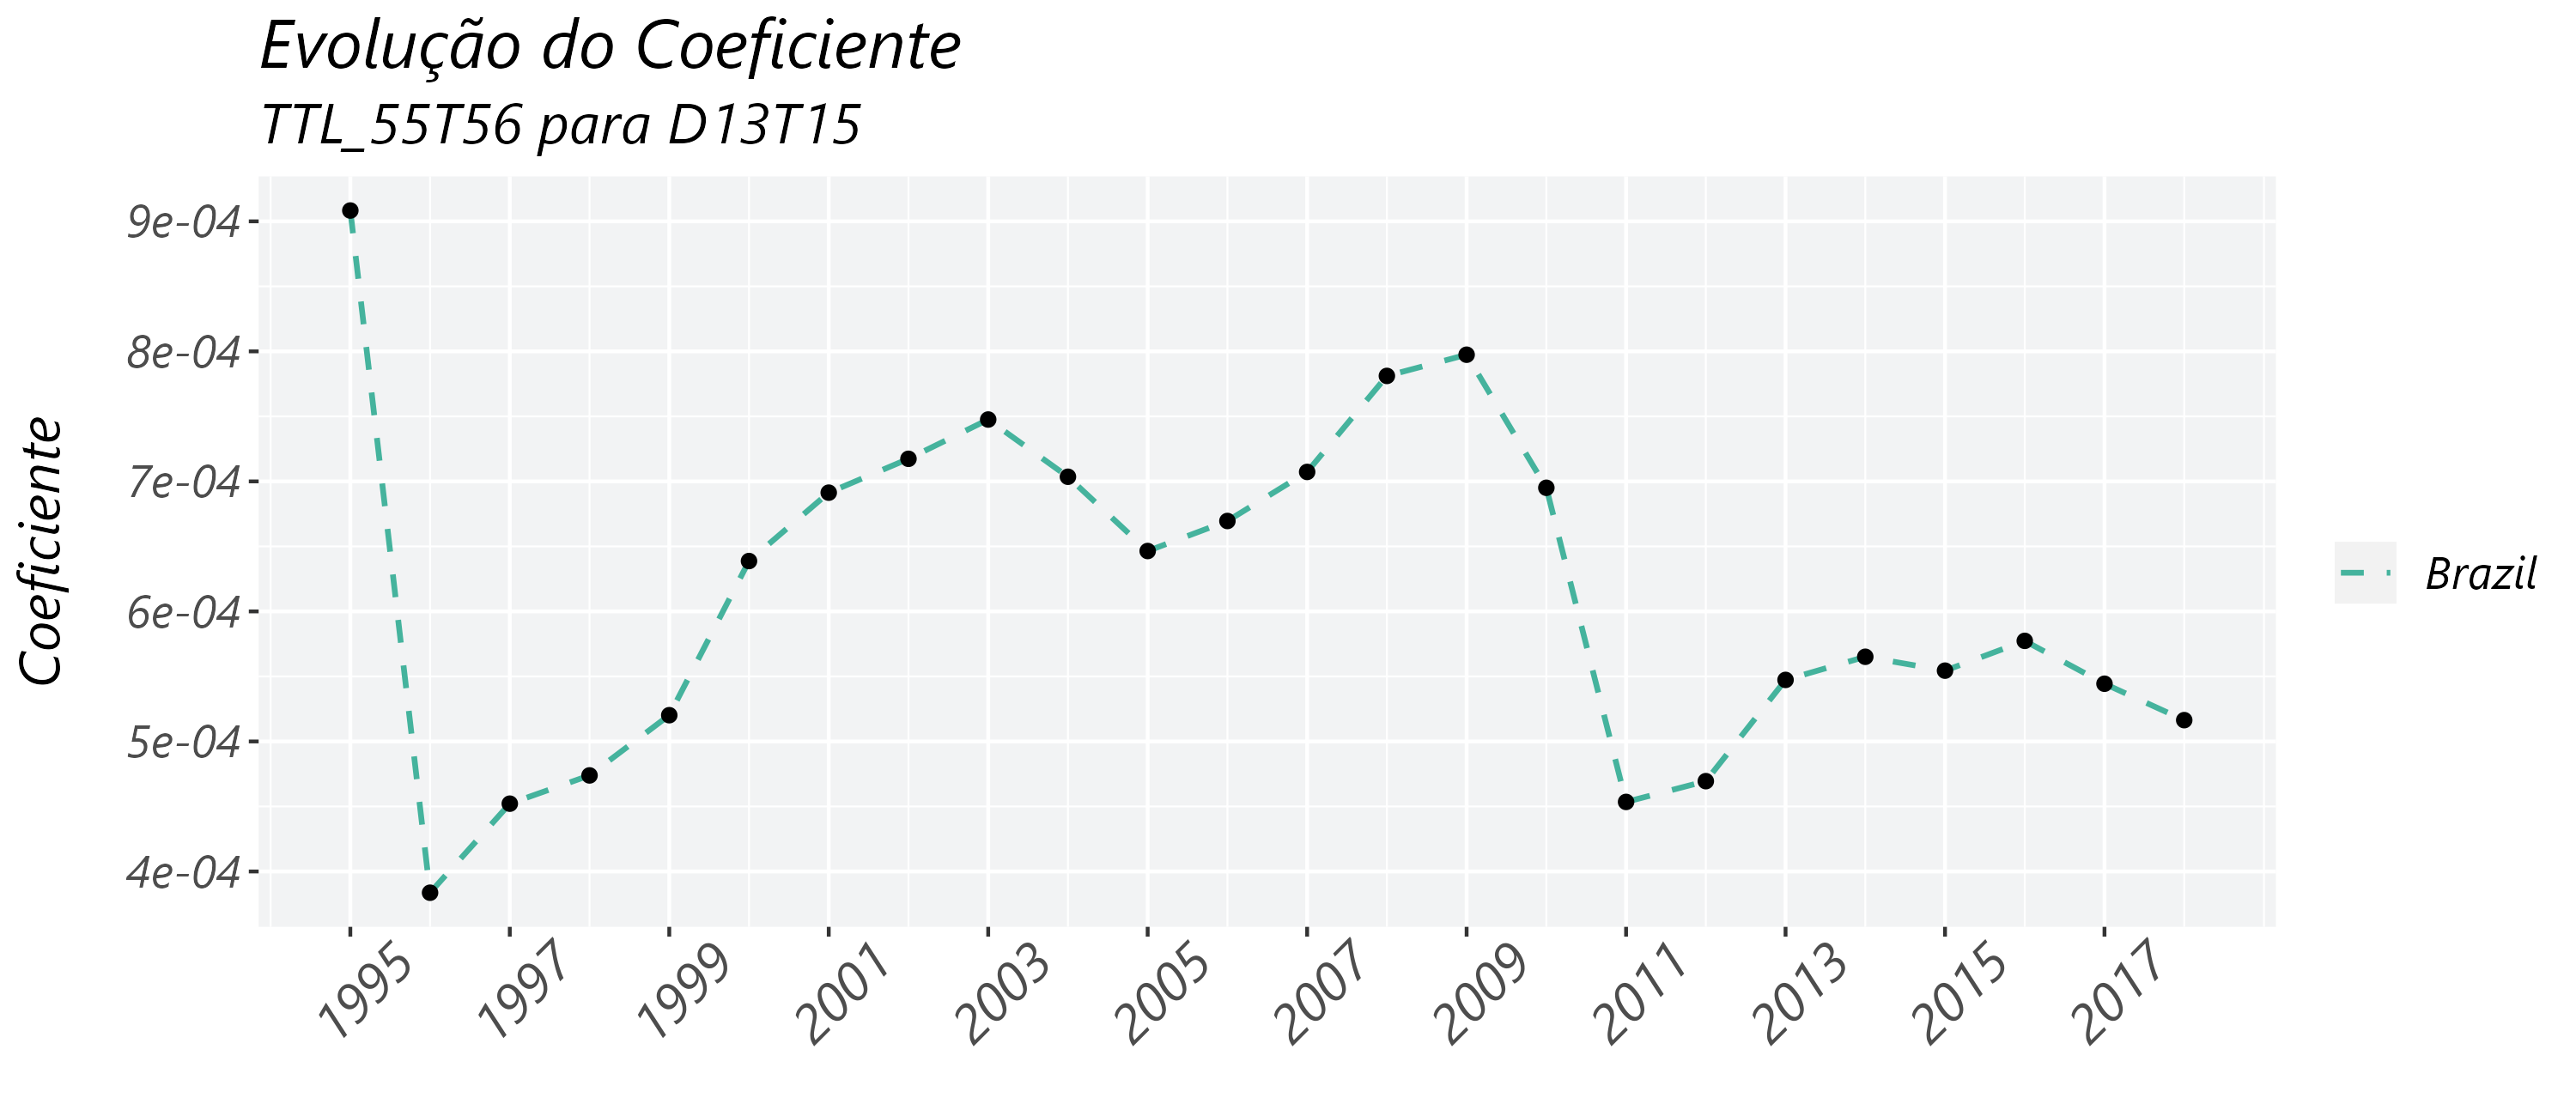 Evolução do Coeficiente
TTL_55T56 para D13T15
Coeficiente
9e-04
8e-04
7e-04
6e-04
5e-04
4e-04
1995
1997
1999
2001
2003
2005
2007
2009
2011
2013
2015
2017
Brazil